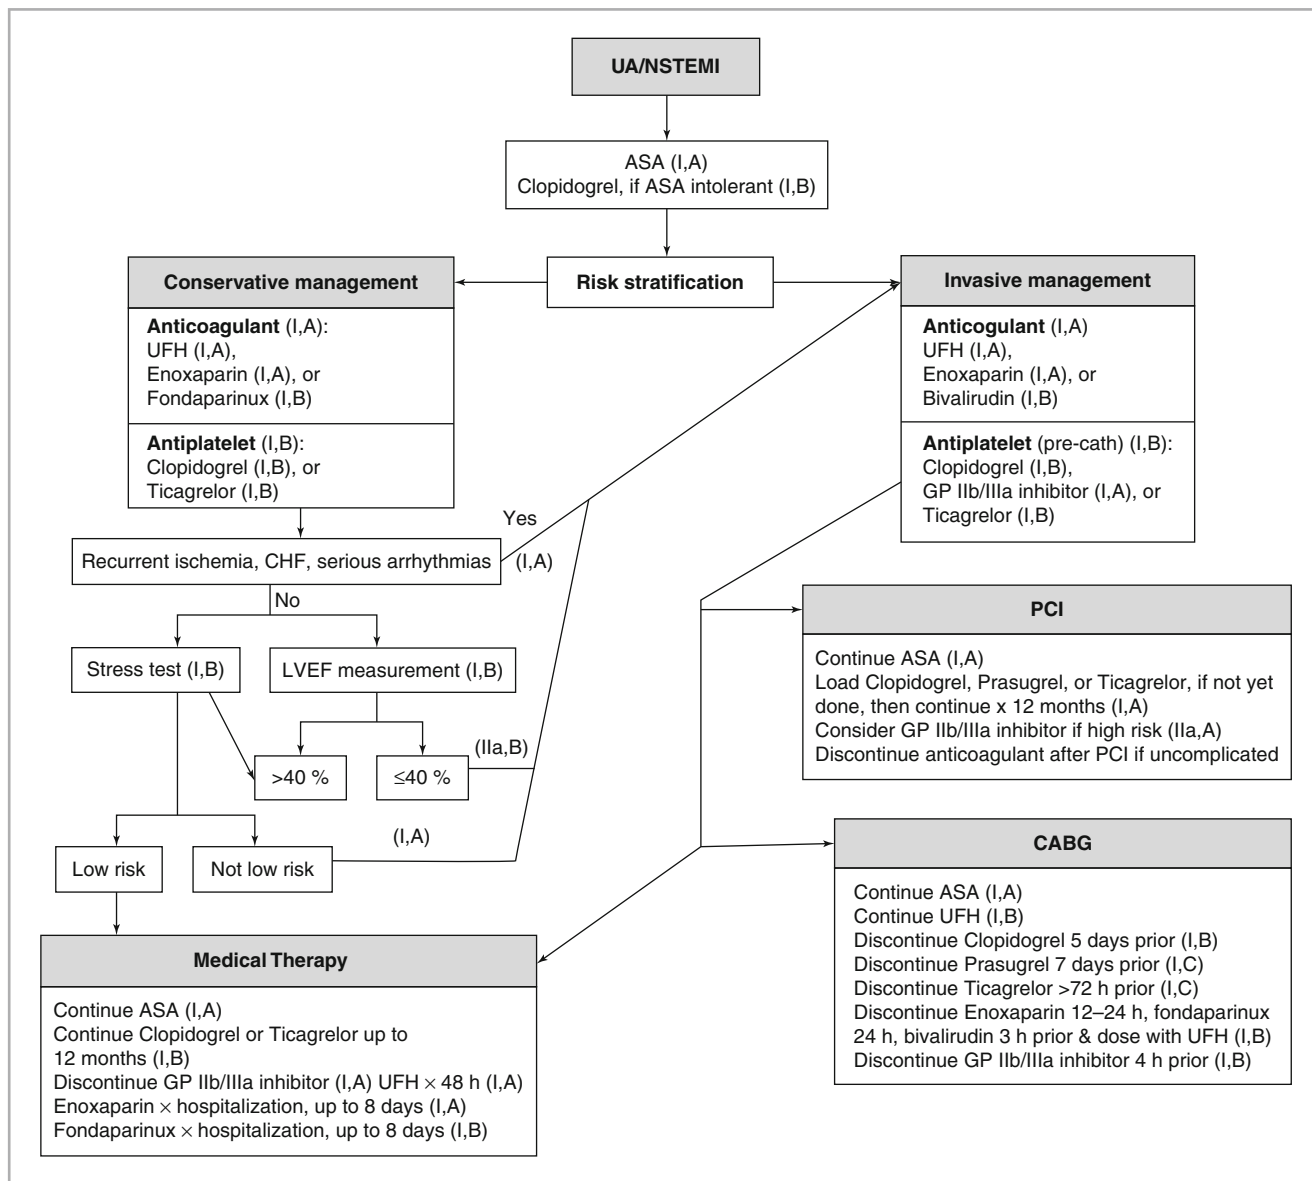 UA/NSTEMI
ASA (I,A)
Clopidogrel, if ASA intolerant (I,B)
Risk stratification
Conservative management
Anticoagulant (I,A):
UFH (I,A),
Enoxaparin (I,A), or
Fondaparinux (I,B)
Antiplatelet (I,B):
Clopidogrel (I,B), or
Ticagrelor (I,B)
Invasive management
Anticogulant (I,A)
UFH (I,A),
Enoxaparin (I,A), or
Bivalirudin (I,B)
Antiplatelet (pre-cath) (I,B):
Clopidogrel (I,B),
GP IIb/IIIa inhibitor (I,A), or
Ticagrelor (I,B)
Recurrent ischemia, CHF, serious arrhythmias
Yes
(I,A)
No
Stress test (I,B)
LVEF measurement (I,B)
>40 %
≤40 %
(IIa,B)
Low risk
Not low risk
(I,A)
Medical Therapy
Continue ASA (I,A)
Continue Clopidogrel or Ticagrelor up to
12 months (I,B)
Discontinue GP IIb/IIIa inhibitor (I,A) UFH × 48 h (I,A)
Enoxaparin × hospitalization, up to 8 days (I,A)
Fondaparinux × hospitalization, up to 8 days (I,B)
PCI
Continue ASA (I,A)
Load Clopidogrel, Prasugrel, or Ticagrelor, if not yet
done, then continue x 12 months (I,A)
Consider GP IIb/IIIa inhibitor if high risk (IIa,A)
Discontinue anticoagulant after PCI if uncomplicated
CABG
Continue ASA (I,A)
Continue UFH (I,B)
Discontinue Clopidogrel 5 days prior (I,B)
Discontinue Prasugrel 7 days prior (I,C)
Discontinue Ticagrelor >72 h prior (I,C)
Discontinue Enoxaparin 12–24 h, fondaparinux
24 h, bivalirudin 3 h prior & dose with UFH (I,B)
Discontinue GP IIb/IIIa inhibitor 4 h prior (I,B)